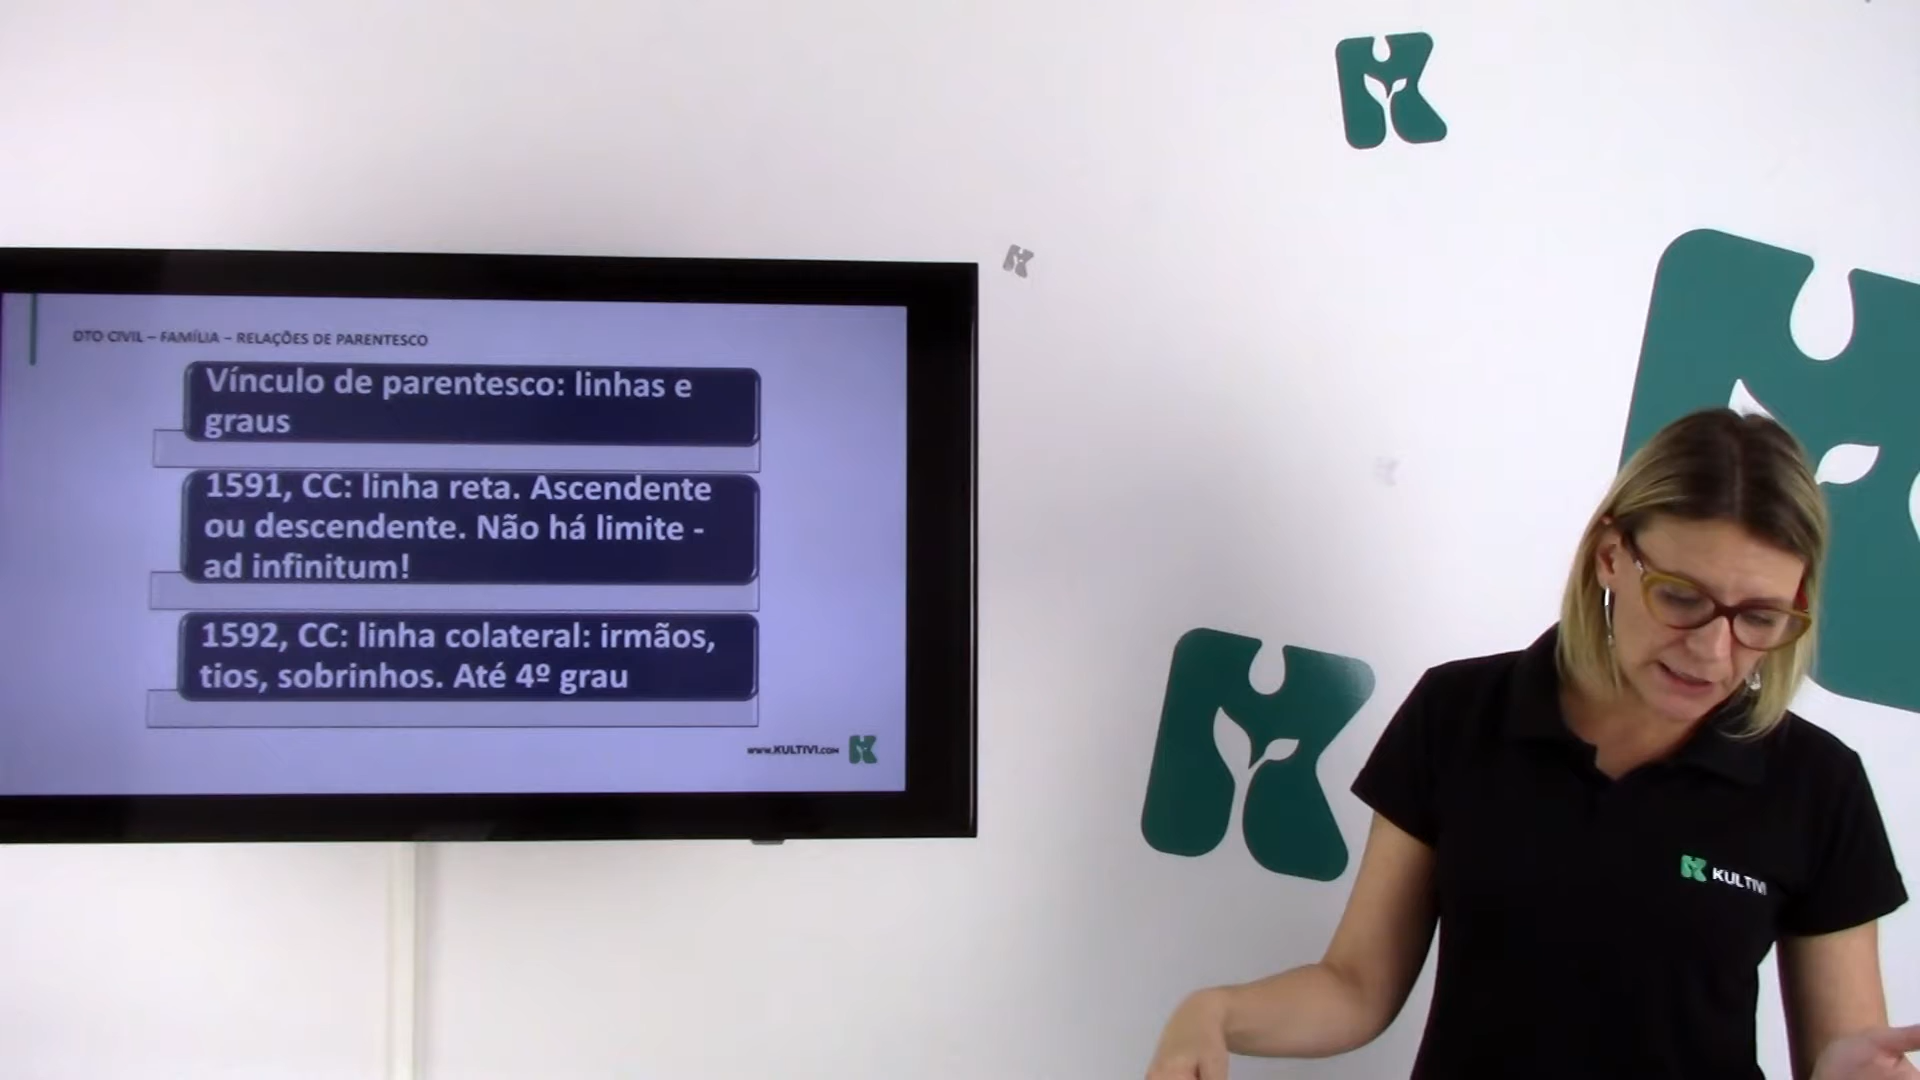 DTO CIVIL – FAMÍLIA – RELAÇÕES DE PARENTESCO
Vínculo de parentesco: linhas e
graus
1591, CC: linha reta. Ascendente
ou descendente. Não há limite -
ad infinitum!
1592, CC: linha colateral: irmãos,
tios, sobrinhos. Até 4º grau
www.KULTIVI.com
KULTIVI